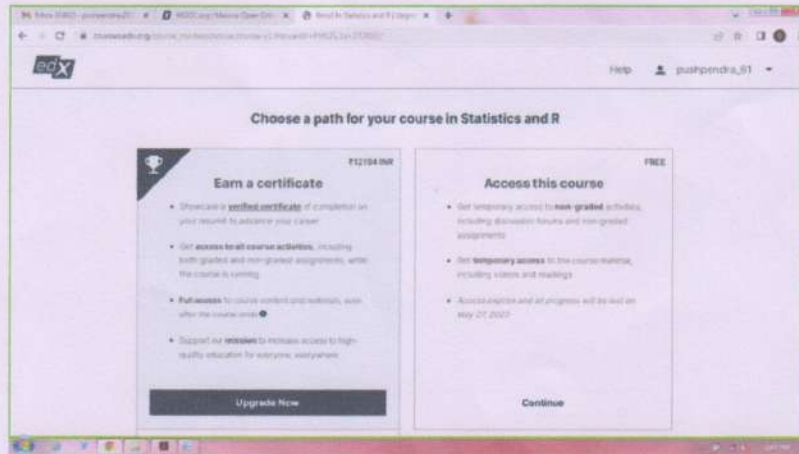 edX
Help
pushpendra_81
Choose a path for your course in Statistics and R
₹12194 INR
Earn a certificate
• Showcase a verified certificate of completion on
your resumé to advance your career
• Get access to all course activities, including
both graded and non-graded assignments, while
the course is running
• Full access to course content and materials, even
after the course ends
• Support our mission to increase access to high-
quality education for everyone, everywhere
Upgrade Now
FREE
Access this course
• Get temporary access to non-graded activities,
including discussion forums and non-graded
assignments
• Get temporary access to the course material,
including videos and readings
• Access expires and all progress will be lost on
Continue